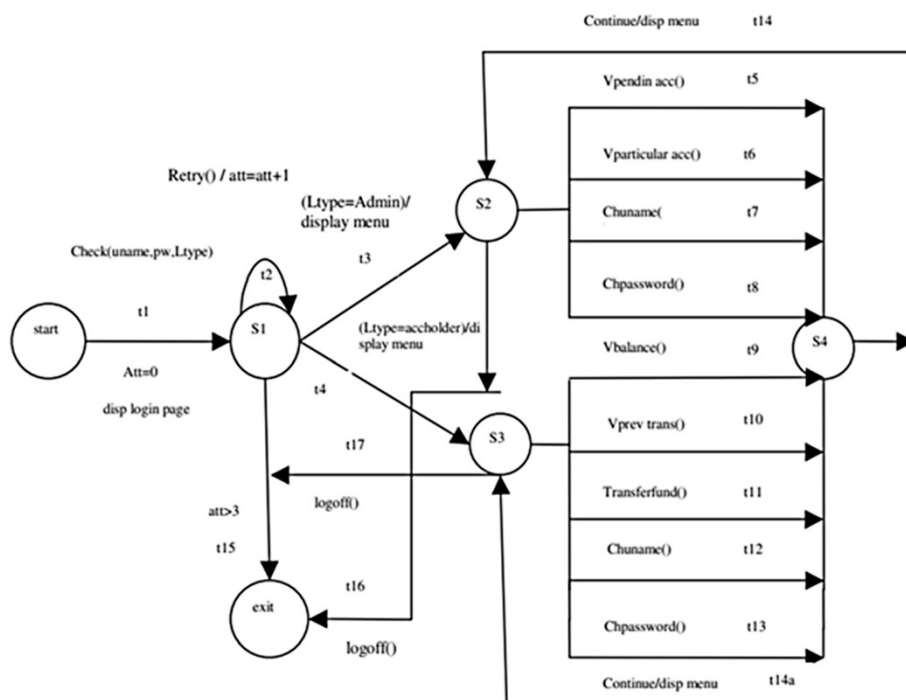 Continue/disp menu t14
Vpendin acc() t5
Vparticular acc() t6
Retry() / att=att+1
(Ltype=Admin)/
display menu
S2
Chuname( t7
Check(uname,pw,Ltype)
t3
t2
Chpassword() t8
t1
start
S1
(Ltype=accholder)/di
splay menu
S4
Vbalance() t9
Att=0
t4
disp login page
Vprev trans() t10
t17
S3
logoff()
Transferfund() t11
att>3
t15
Chuname() t12
t16
exit
Chpassword() t13
logoff()
Continue/disp menu t14a